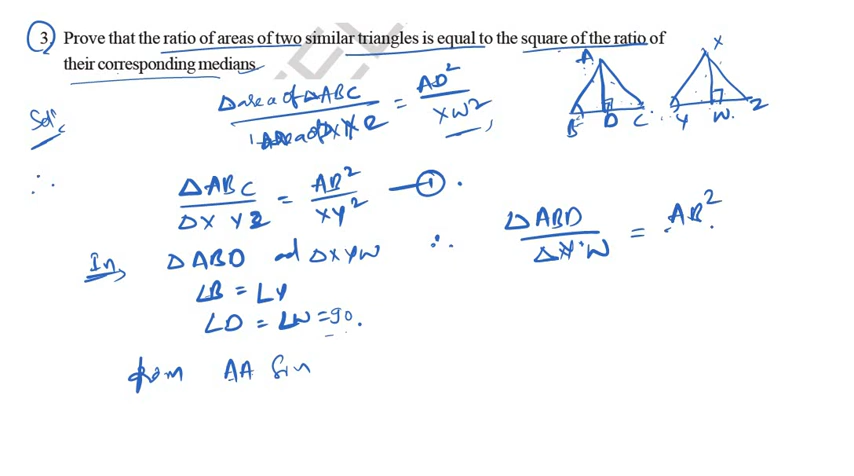 3) Prove that the ratio of areas of two similar triangles is equal to the square of the ratio of
their corresponding medians.
Soln
Δ area of ΔABC / area of ΔXYZ = AD² / XW²
A
B D C
X
Y W Z
∴ ΔABC / ΔXYZ = AB² / XY² —①.
In, ΔABD and ΔXYW ∴ ΔABD / W = AB²
∠B = ∠Y
∠D = ∠W = 90.
from AA Sim